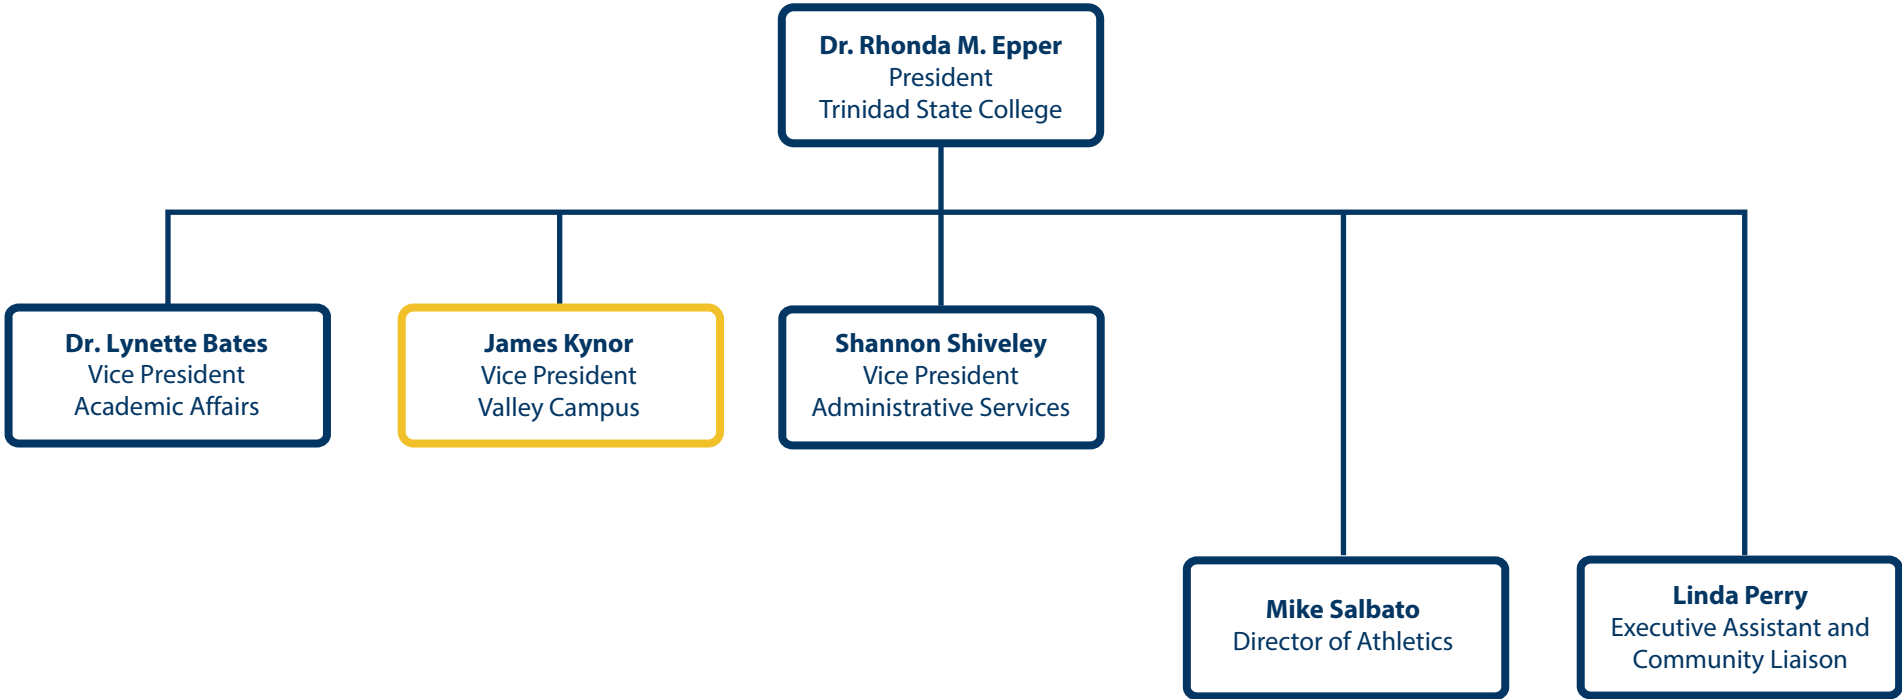 Dr. Rhonda M. Epper
President
Trinidad State College
Dr. Lynette Bates
Vice President
Academic Affairs
James Kynor
Vice President
Valley Campus
Shannon Shiveley
Vice President
Administrative Services
Mike Salbato
Director of Athletics
Linda Perry
Executive Assistant and
Community Liaison